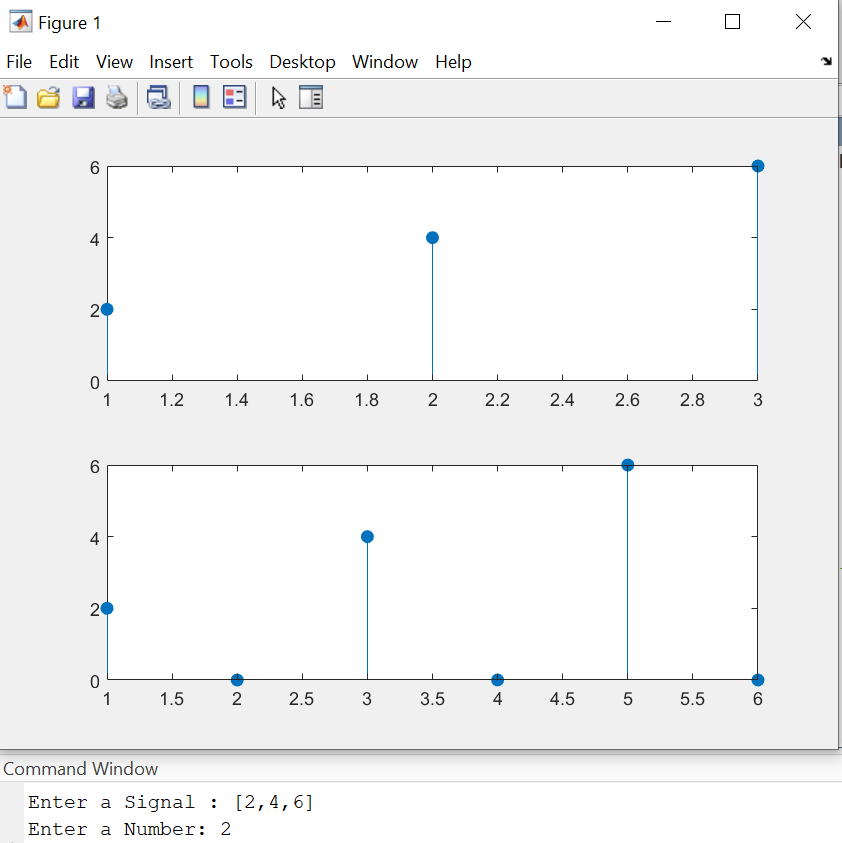 Figure 1
File Edit View Insert Tools Desktop Window Help
6
4
2
0
1 1.2 1.4 1.6 1.8 2 2.2 2.4 2.6 2.8 3
6
4
2
0
1 1.5 2 2.5 3 3.5 4 4.5 5 5.5 6
Command Window
Enter a Signal : [2,4,6]
Enter a Number: 2